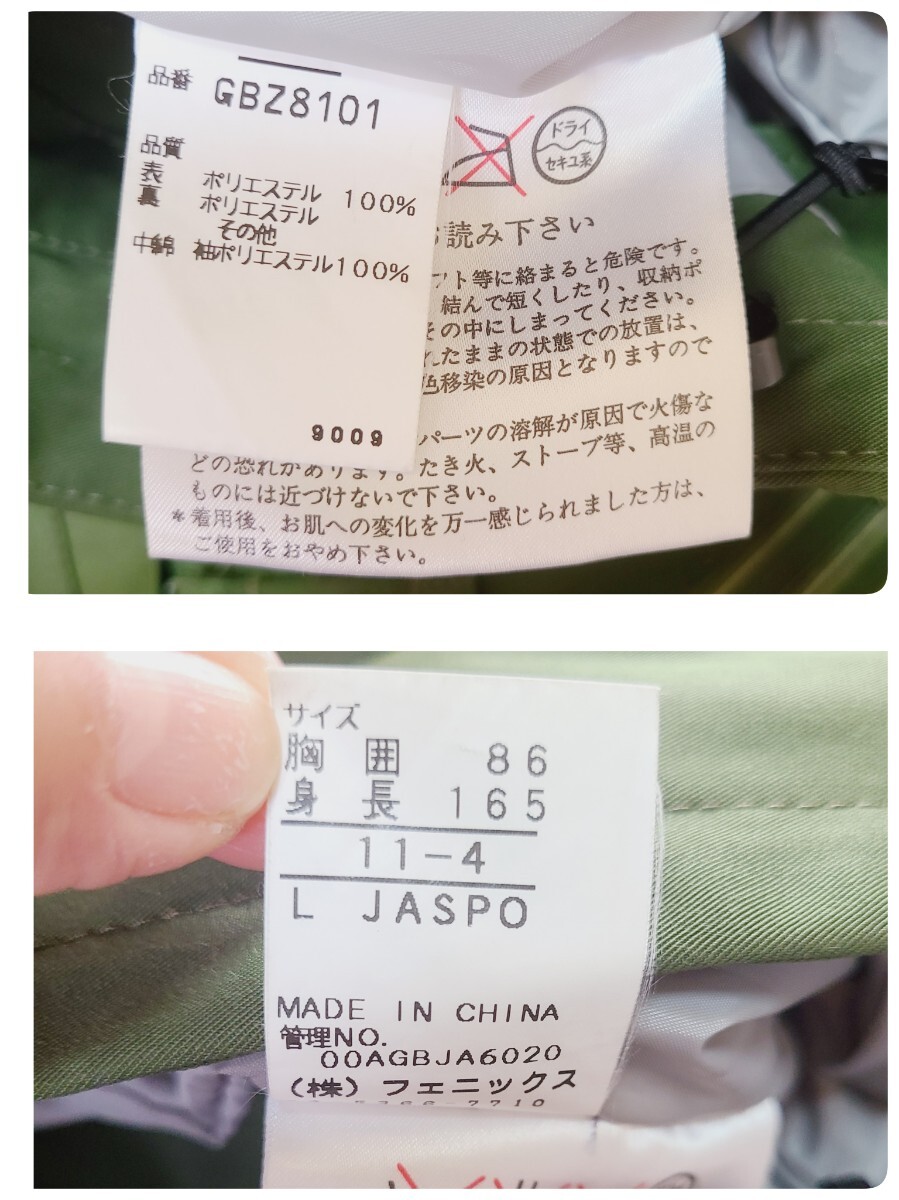 品番 GBZ8101
品質
表 ポリエステル 100%
裏 ポリエステル
その他
中綿 袖ポリエステル100%
9009
ドライ
セキユ系
読み下さい
ト等に絡まると危険です。
結んで短くしたり、収納ポ
その中にしまってください。
たままの状態での放置は、
色移染の原因となりますので
パーツの溶解が原因で火傷な
どの恐れがあります。たき火、ストーブ等、高温の
ものには近づけないで下さい。
*着用後、お肌への変化を万一感じられました方は、
ご使用をおやめ下さい。
サイズ
胸囲 86
身長 165
11-4
L JASPO
MADE IN CHINA
管理NO.
00AGBJA6020
(株)フェニックス